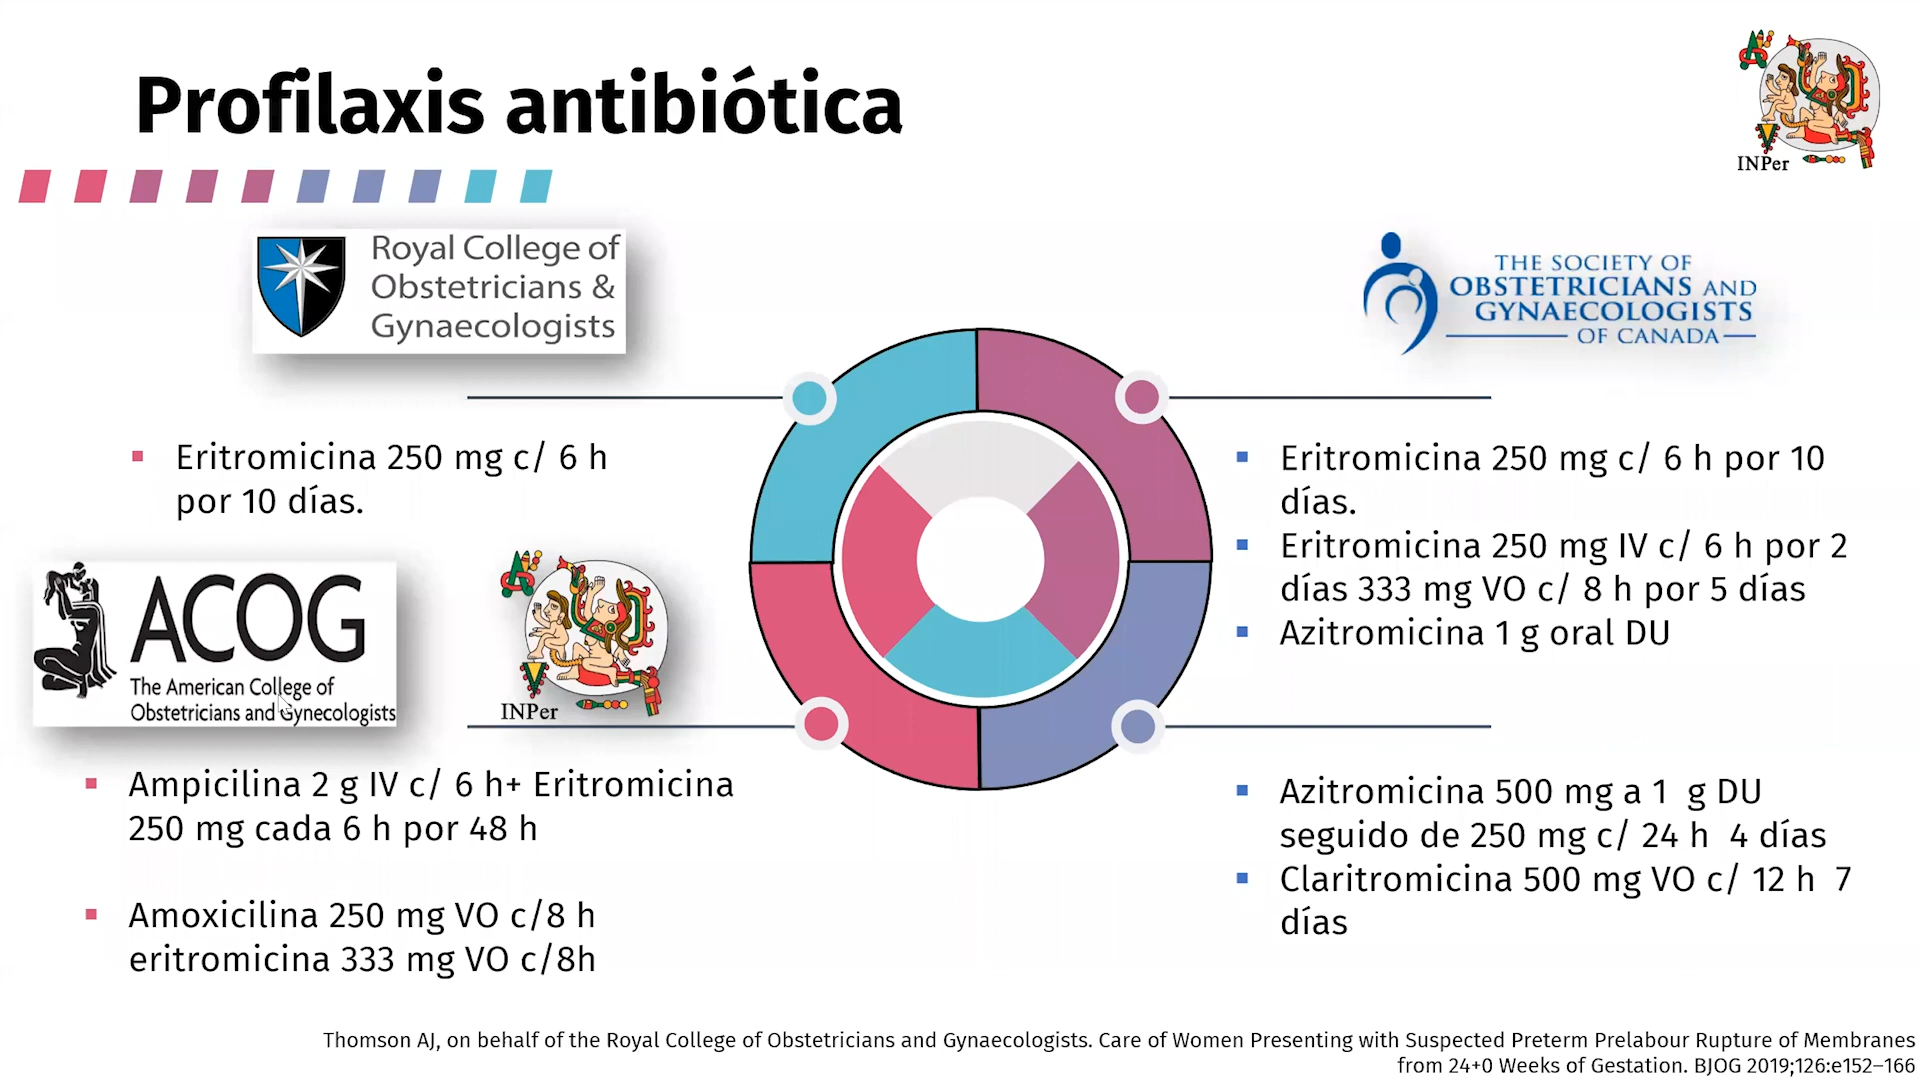 Profilaxis antibiótica
INPer
Royal College of
Obstetricians &
Gynaecologists
THE SOCIETY OF
OBSTETRICIANS AND
GYNAECOLOGISTS
OF CANADA
Eritromicina 250 mg c/ 6 h
por 10 días.
Eritromicina 250 mg c/ 6 h por 10
días.
Eritromicina 250 mg IV c/ 6 h por 2
días 333 mg VO c/ 8 h por 5 días
Azitromicina 1 g oral DU
ACOG
The American College of
Obstetricians and Gynecologists
INPer
Ampicilina 2 g IV c/ 6 h+ Eritromicina
250 mg cada 6 h por 48 h
Amoxicilina 250 mg VO c/8 h
eritromicina 333 mg VO c/8h
Azitromicina 500 mg a 1 g DU
seguido de 250 mg c/ 24 h 4 días
Claritromicina 500 mg VO c/ 12 h 7
días
Thomson AJ, on behalf of the Royal College of Obstetricians and Gynaecologists. Care of Women Presenting with Suspected Preterm Prelabour Rupture of Membranes
from 24+0 Weeks of Gestation. BJOG 2019;126:e152–166